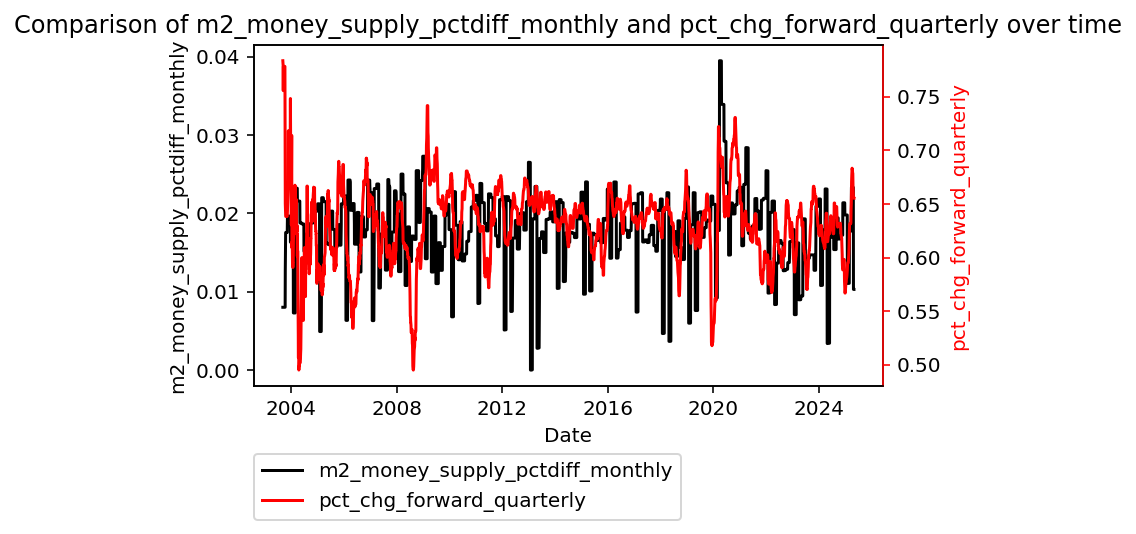 Comparison of m2_money_supply_pctdiff_monthly and pct_chg_forward_quarterly over time
m2_money_supply_pctdiff_monthly
0.04
0.03
0.02
0.01
0.00
0.75
0.70
0.65
0.60
0.55
0.50
pct_chg_forward_quarterly
2004 2008 2012 2016 2020 2024
Date
m2_money_supply_pctdiff_monthly
pct_chg_forward_quarterly